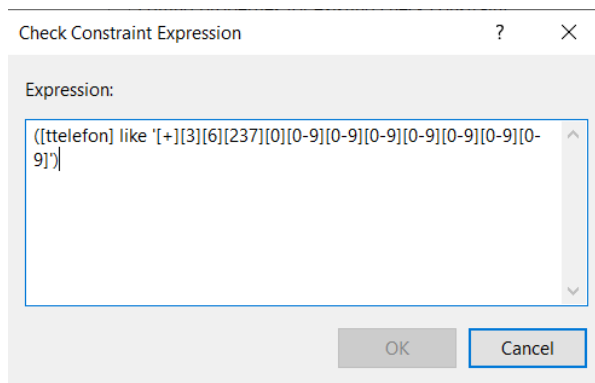 Check Constraint Expression ? ×
Expression:
([ttelefon] like '[+][3][6][237][0][0-9][0-9][0-9][0-9][0-9][0-9][0-
9]')
OK Cancel